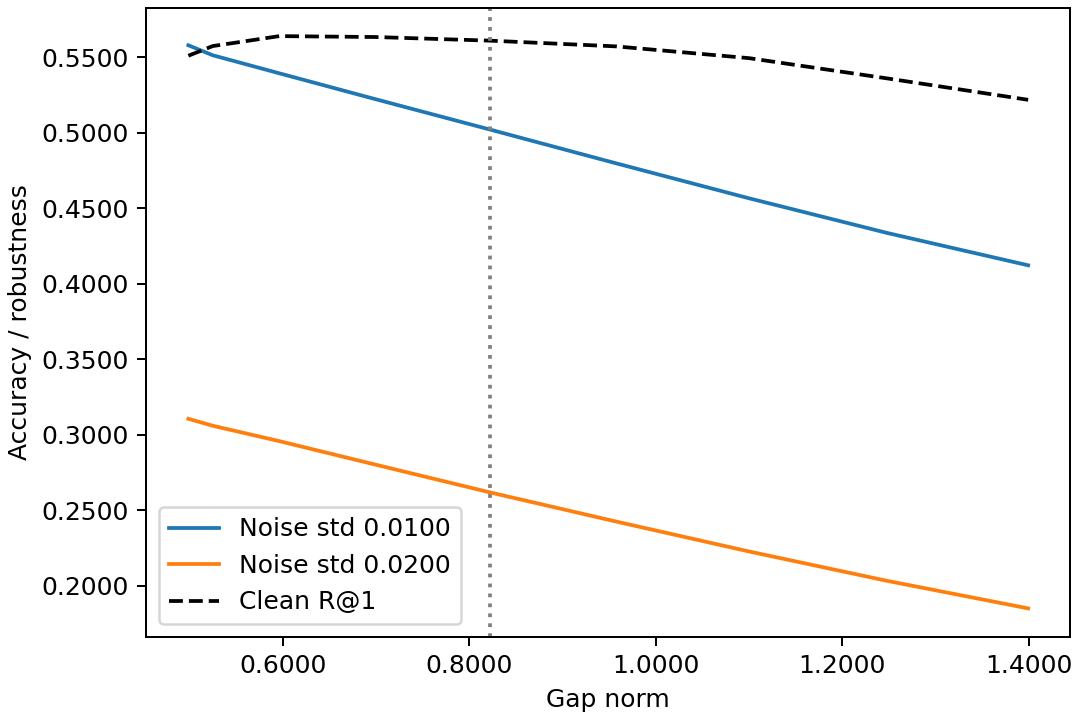 Accuracy / robustness
0.5500
0.5000
0.4500
0.4000
0.3500
0.3000
0.2500
0.2000
Noise std 0.0100
Noise std 0.0200
Clean R@1
0.6000 0.8000 1.0000 1.2000 1.4000
Gap norm